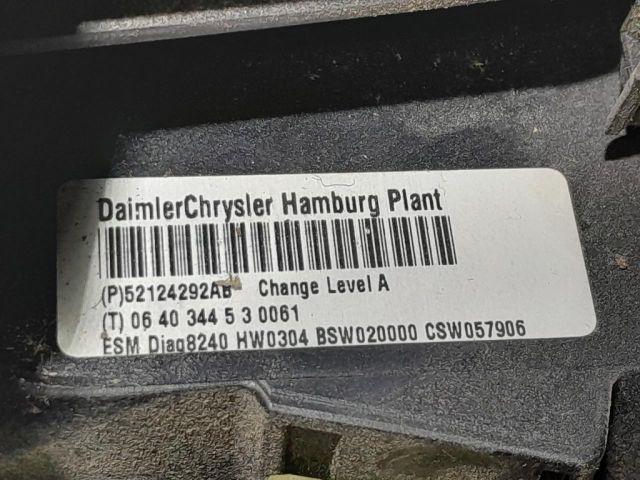 DaimlerChrysler Hamburg Plant
(P)52124292AB Change Level A
(T) 06 40 344 5 3 0061
ESM Diag8240 HW0304 BSW020000 CSW057906